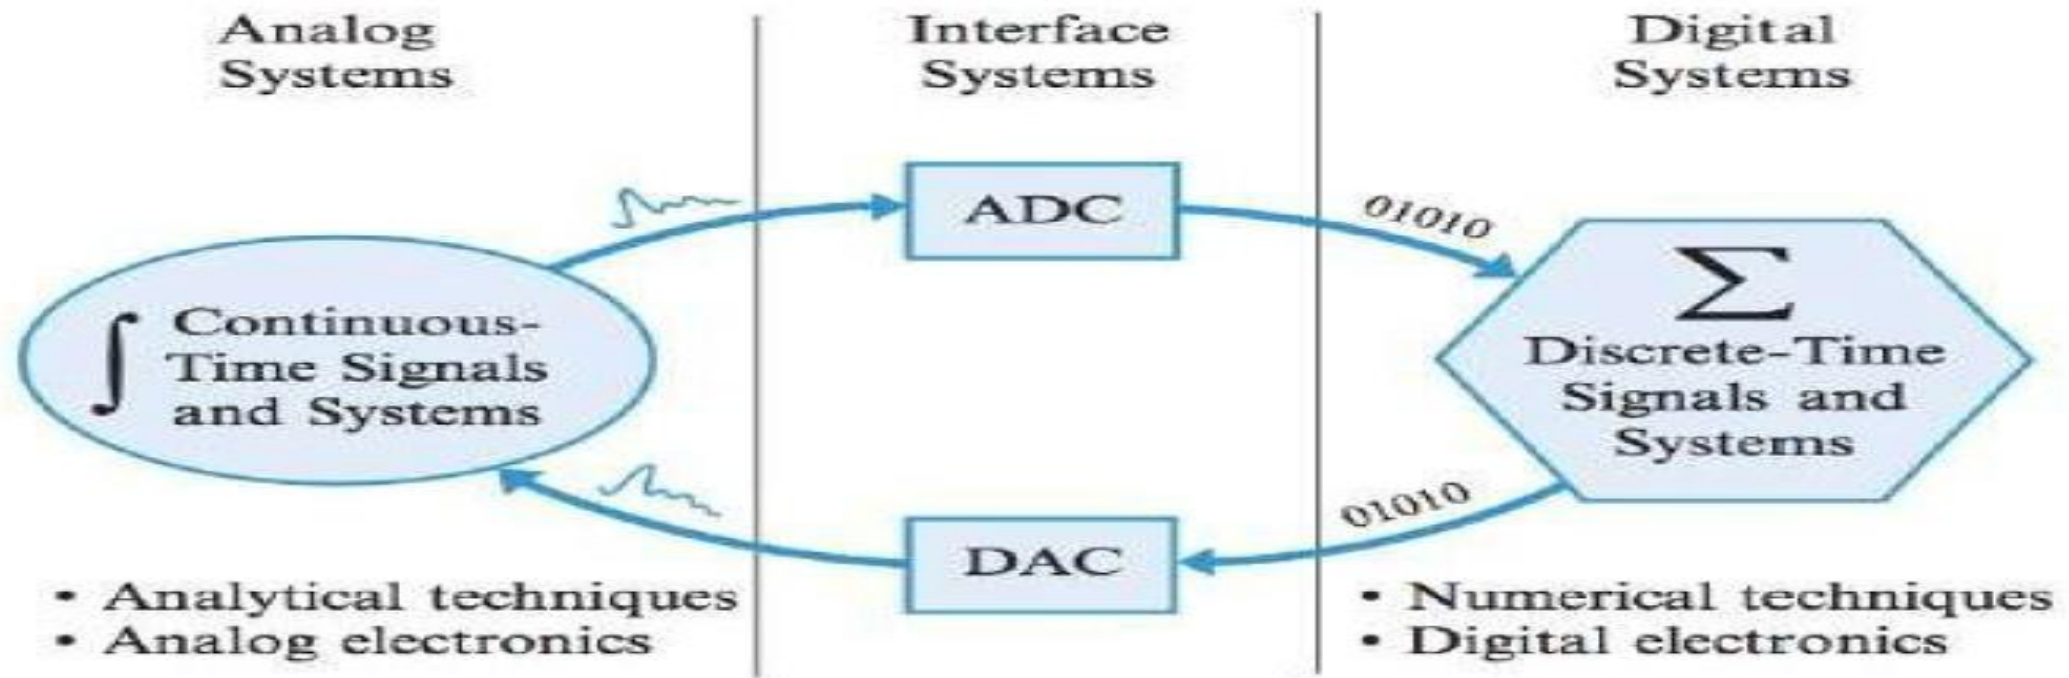 Analog
Systems
Interface
Systems
Digital
Systems
ADC
01010
∫ Continuous-
Time Signals
and Systems
∑
Discrete-Time
Signals and
Systems
01010
DAC
• Analytical techniques
• Analog electronics
• Numerical techniques
• Digital electronics